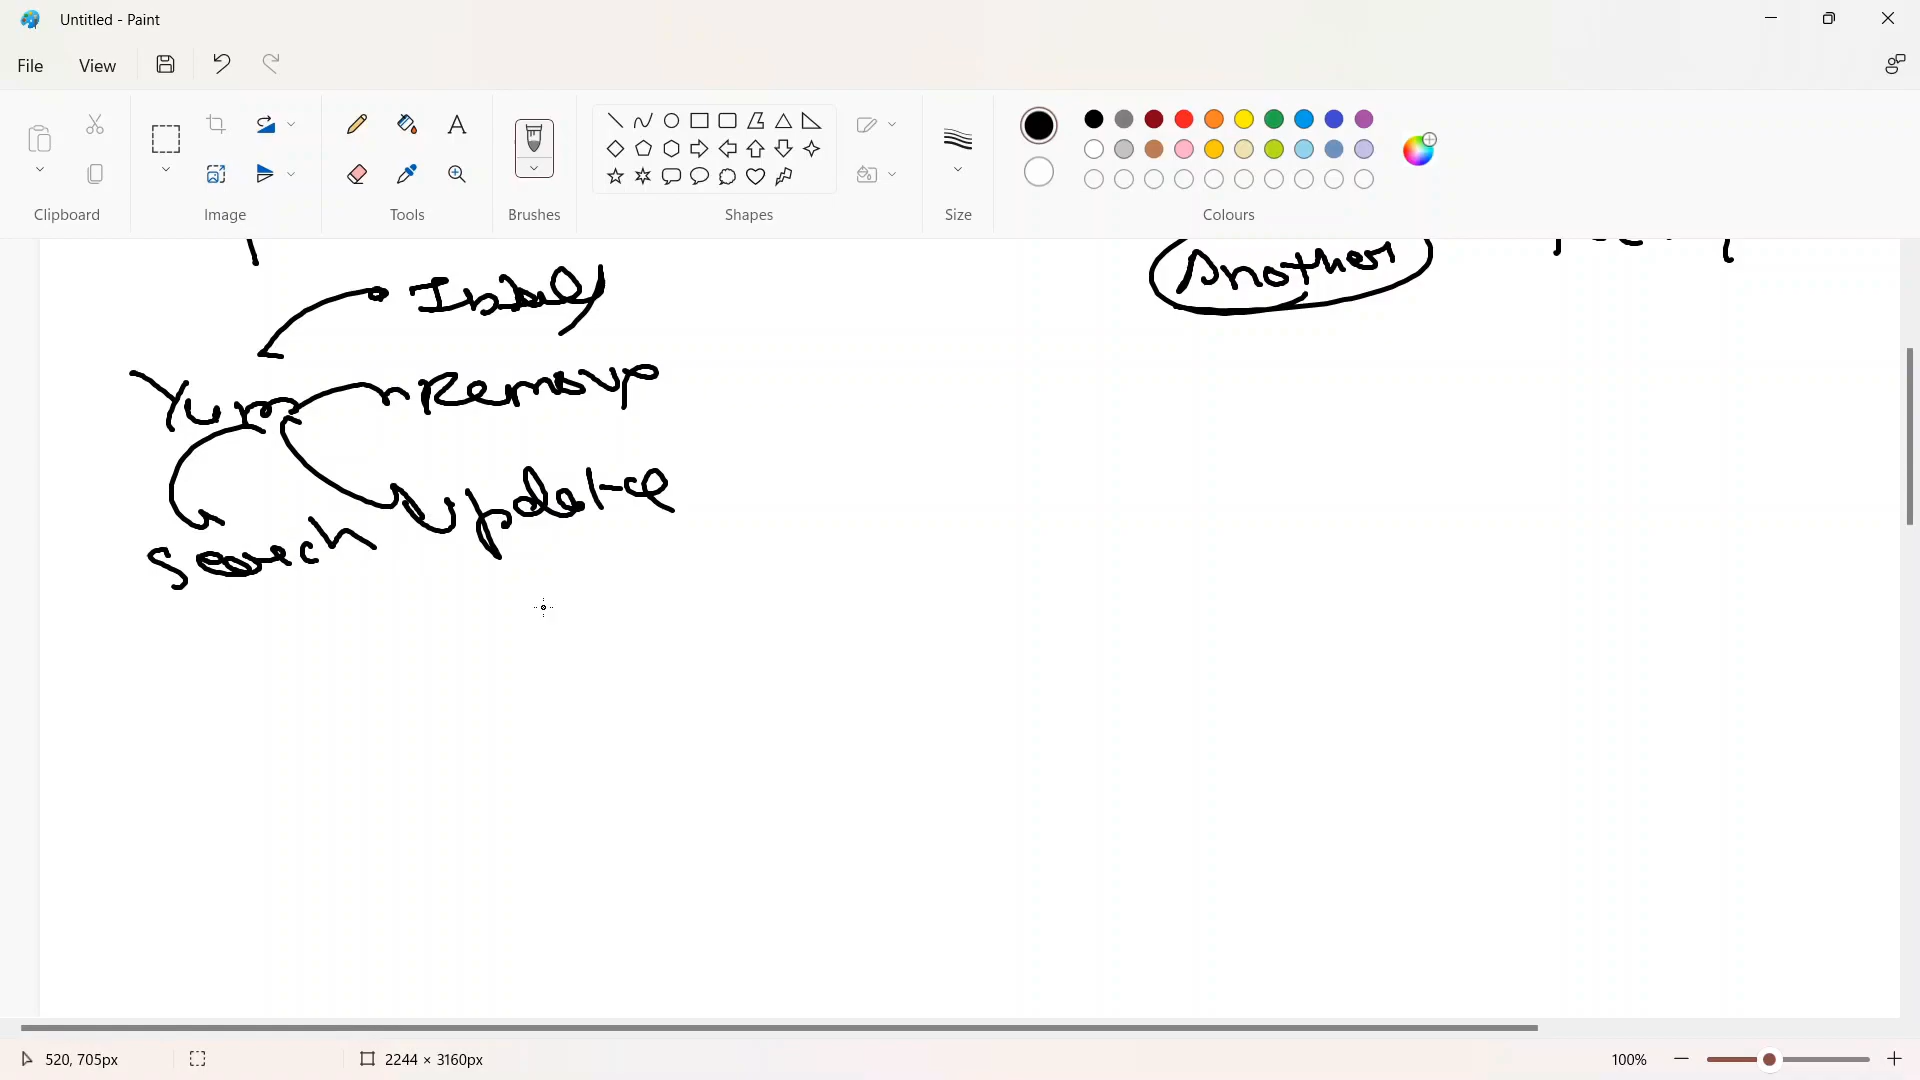 Untitled - Paint
File View
Clipboard Image Tools Brushes Shapes Size Colours
Another
Install
Yum Remove
Update
Search
520, 705px 2244 × 3160px 100%